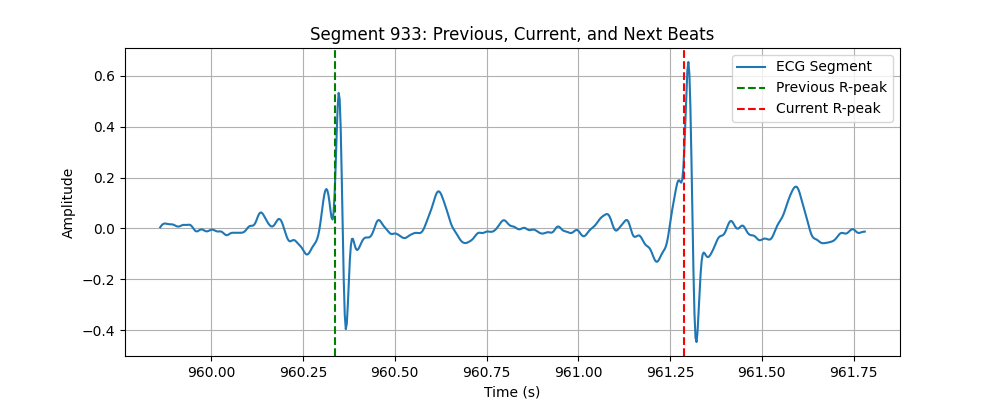 Segment 933: Previous, Current, and Next Beats
ECG Segment
Previous R-peak
Current R-peak
Amplitude
0.6
0.4
0.2
0.0
−0.2
−0.4
960.00 960.25 960.50 960.75 961.00 961.25 961.50 961.75
Time (s)